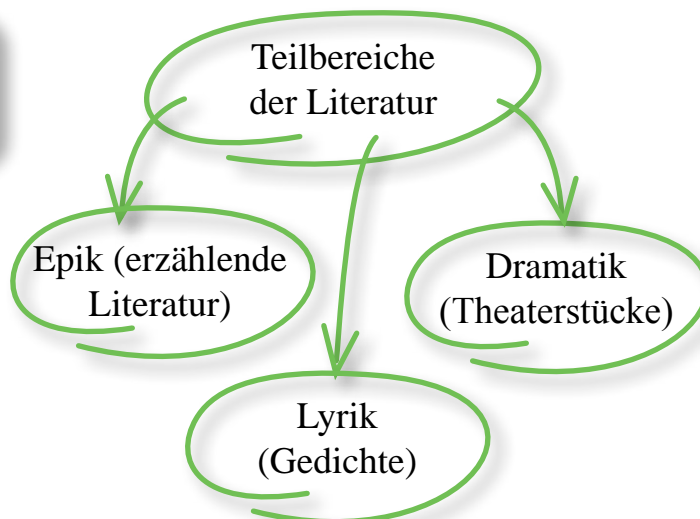 Teilbereiche
der Literatur
Epik (erzählende
Literatur)
Dramatik
(Theaterstücke)
Lyrik
(Gedichte)